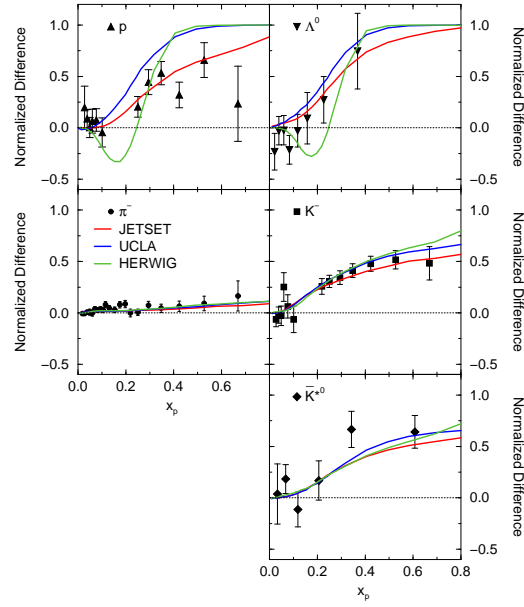 1.0
0.5
0.0
−0.5
Normalized Difference
p
Λ⁰
1.0
0.5
0.0
−0.5
Normalized Difference
1.0
0.5
0.0
−0.5
Normalized Difference
π⁻
JETSET
UCLA
HERWIG
K⁻
1.0
0.5
0.0
−0.5
Normalized Difference
0.0 0.2 0.4 0.6
xₚ
K̅*⁰
1.0
0.5
0.0
−0.5
Normalized Difference
0.0 0.2 0.4 0.6 0.8
xₚ